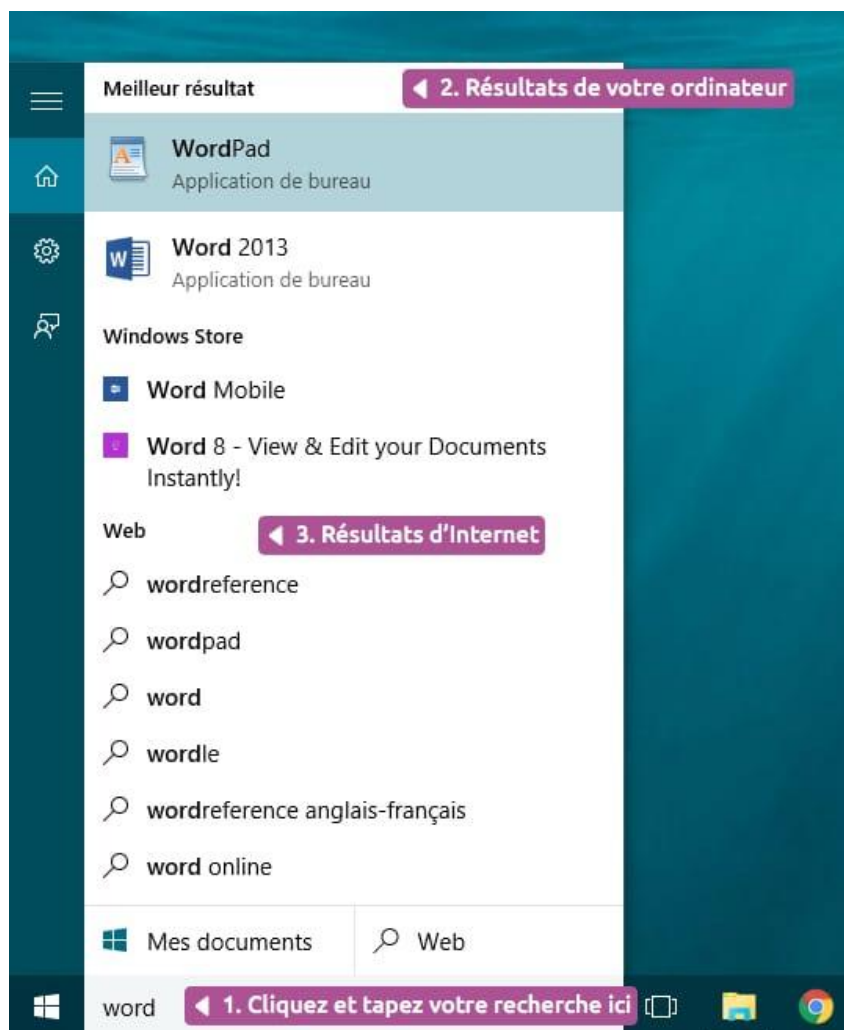 Meilleur résultat
2. Résultats de votre ordinateur
WordPad
Application de bureau
Word 2013
Application de bureau
Windows Store
Word Mobile
Word 8 - View & Edit your Documents
Instantly!
Web
3. Résultats d’Internet
wordreference
wordpad
word
wordle
wordreference anglais-français
word online
Mes documents
Web
word
1. Cliquez et tapez votre recherche ici